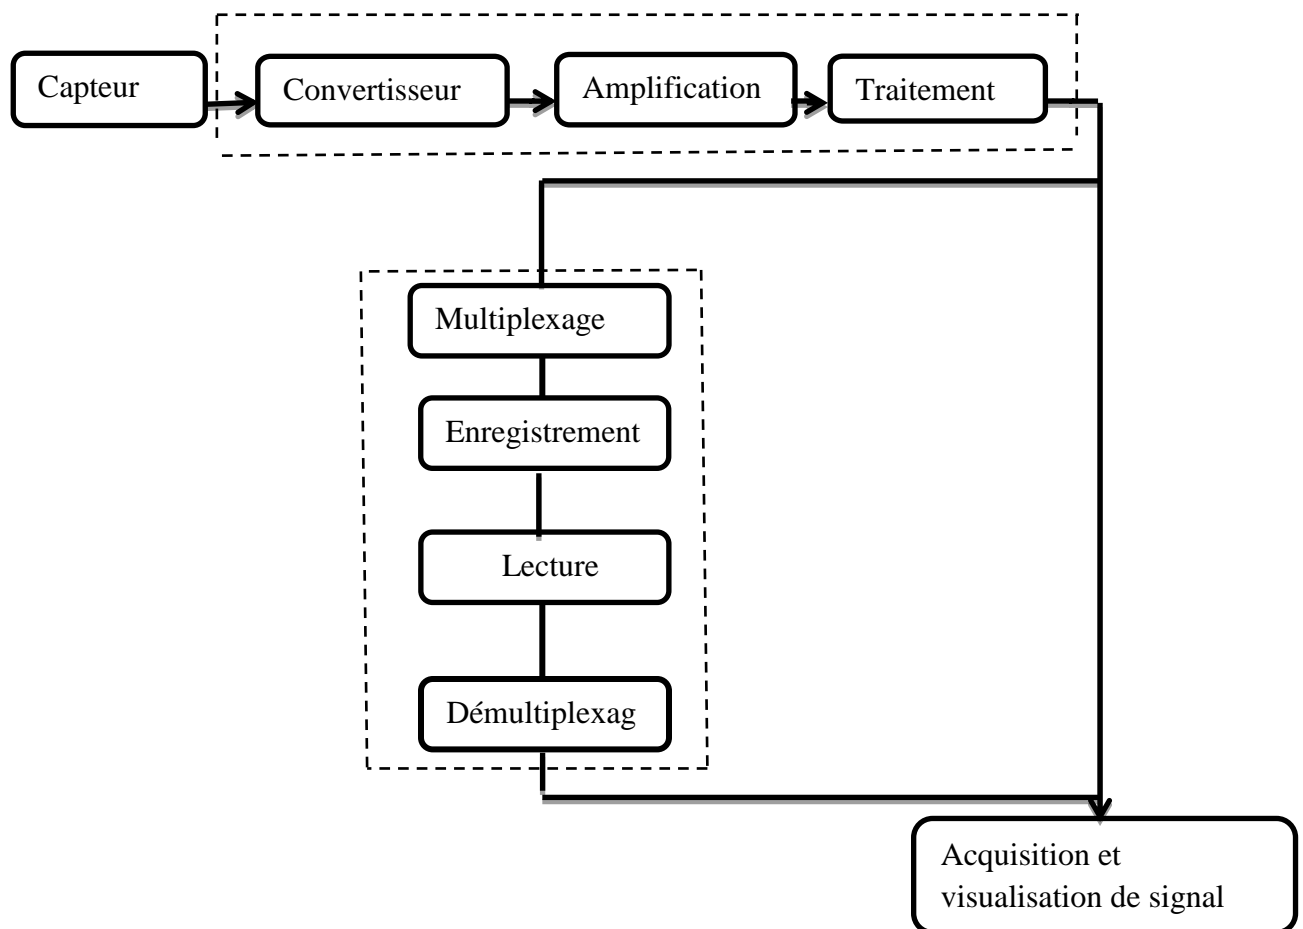 Capteur
Convertisseur
Amplification
Traitement
Multiplexage
Enregistrement
Lecture
Démultiplexag
Acquisition et
visualisation de signal